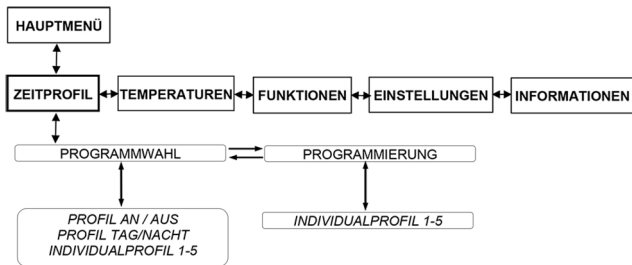 HAUPTMENÜ
ZEITPROFIL TEMPERATUREN FUNKTIONEN EINSTELLUNGEN INFORMATIONEN
PROGRAMMWAHL PROGRAMMIERUNG
PROFIL AN / AUS
PROFIL TAG/NACHT
INDIVIDUALPROFIL 1-5
INDIVIDUALPROFIL 1-5